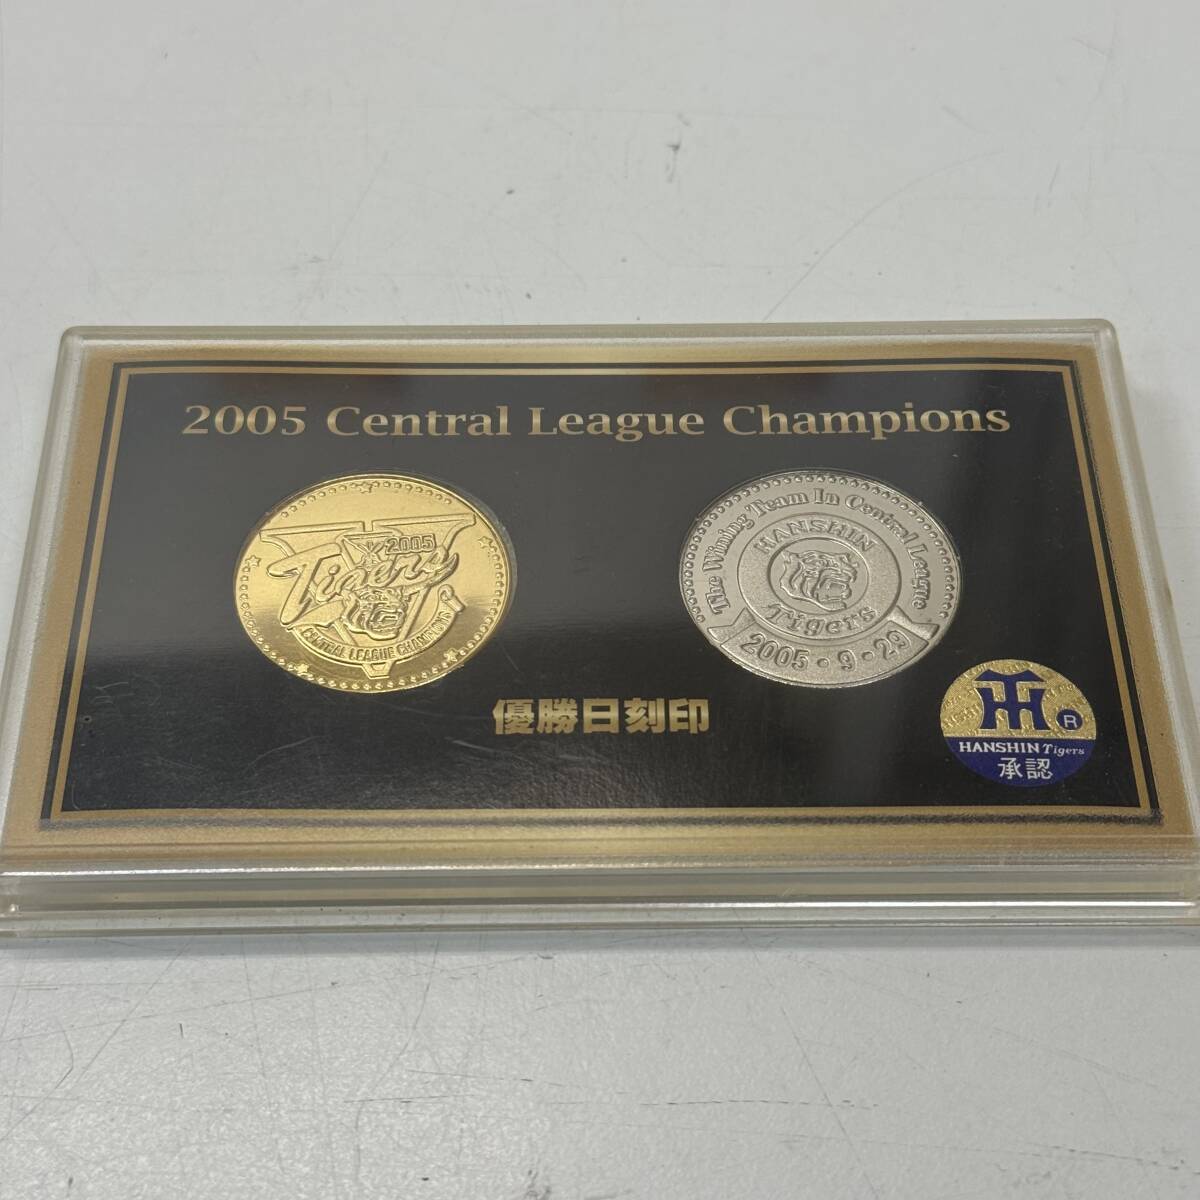 2005 Central League Champions
2005
Tigers
CENTRAL LEAGUE CHAMPIONS
The Wining Team In Central League
HANSHIN
Tigers
2005・9・29
優勝日刻印
HT R
HANSHIN Tigers
承認